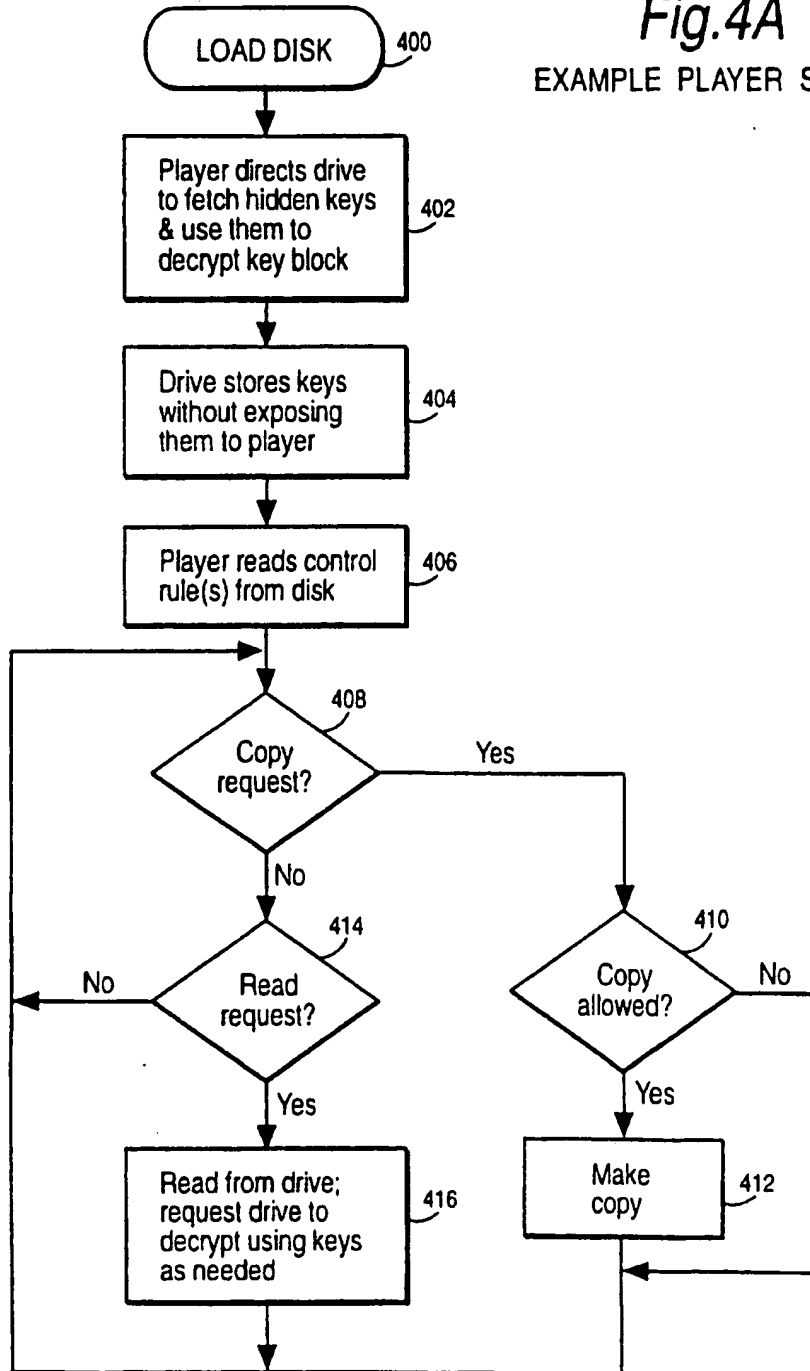 Fig.4A
EXAMPLE PLAYER S
LOAD DISK
400
Player directs drive
to fetch hidden keys
& use them to
decrypt key block
402
Drive stores keys
without exposing
them to player
404
Player reads control
rule(s) from disk
406
408
Copy
request?
Yes
No
414
Read
request?
No
Yes
410
Copy
allowed?
No
Yes
Read from drive;
request drive to
decrypt using keys
as needed
416
Make
copy
412